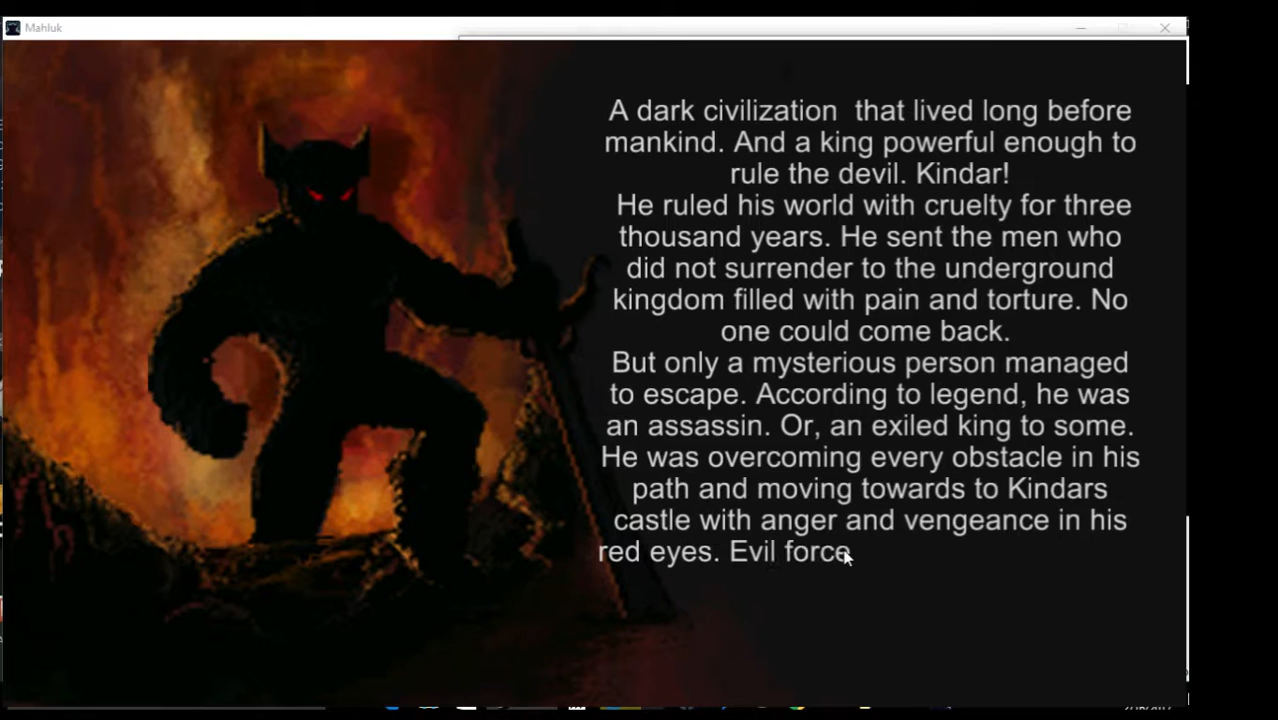 Mahluk
A dark civilization  that lived long before
mankind. And a king powerful enough to
rule the devil. Kindar!
He ruled his world with cruelty for three
thousand years. He sent the men who
did not surrender to the underground
kingdom filled with pain and torture. No
one could come back.
But only a mysterious person managed
to escape. According to legend, he was
an assassin. Or, an exiled king to some.
He was overcoming every obstacle in his
path and moving towards to Kindars
castle with anger and vengeance in his
red eyes. Evil force